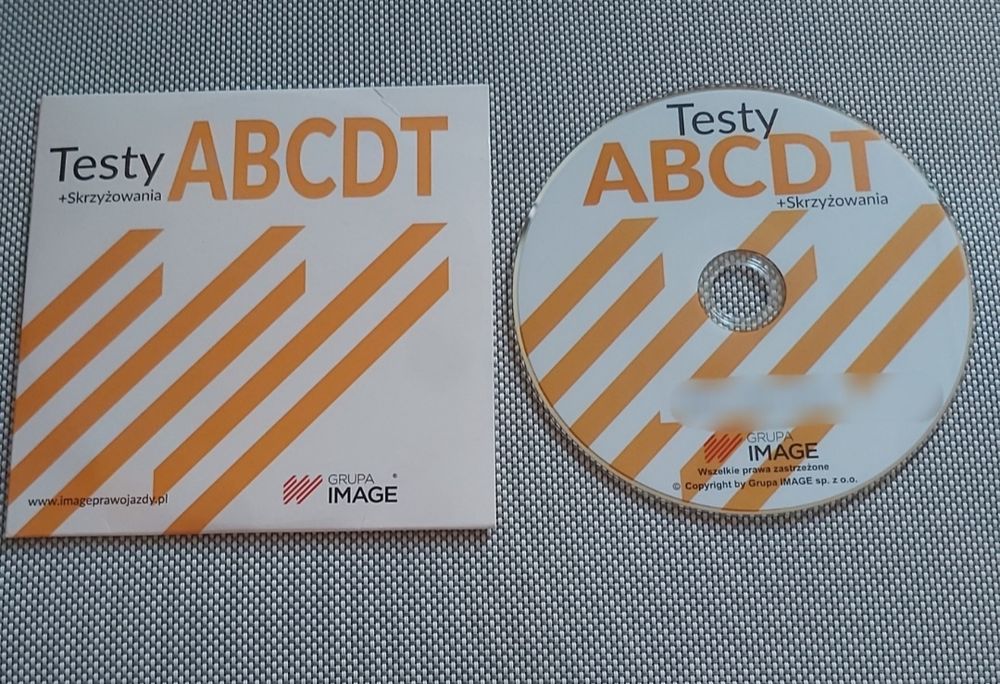 Testy ABCDT
+Skrzyżowania
www.imageprawojazdy.pl
GRUPA
IMAGE ®
Testy
ABCDT
+Skrzyżowania
GRUPA
IMAGE
Wszelkie prawa zastrzeżone
© Copyright by Grupa IMAGE sp. z o.o.